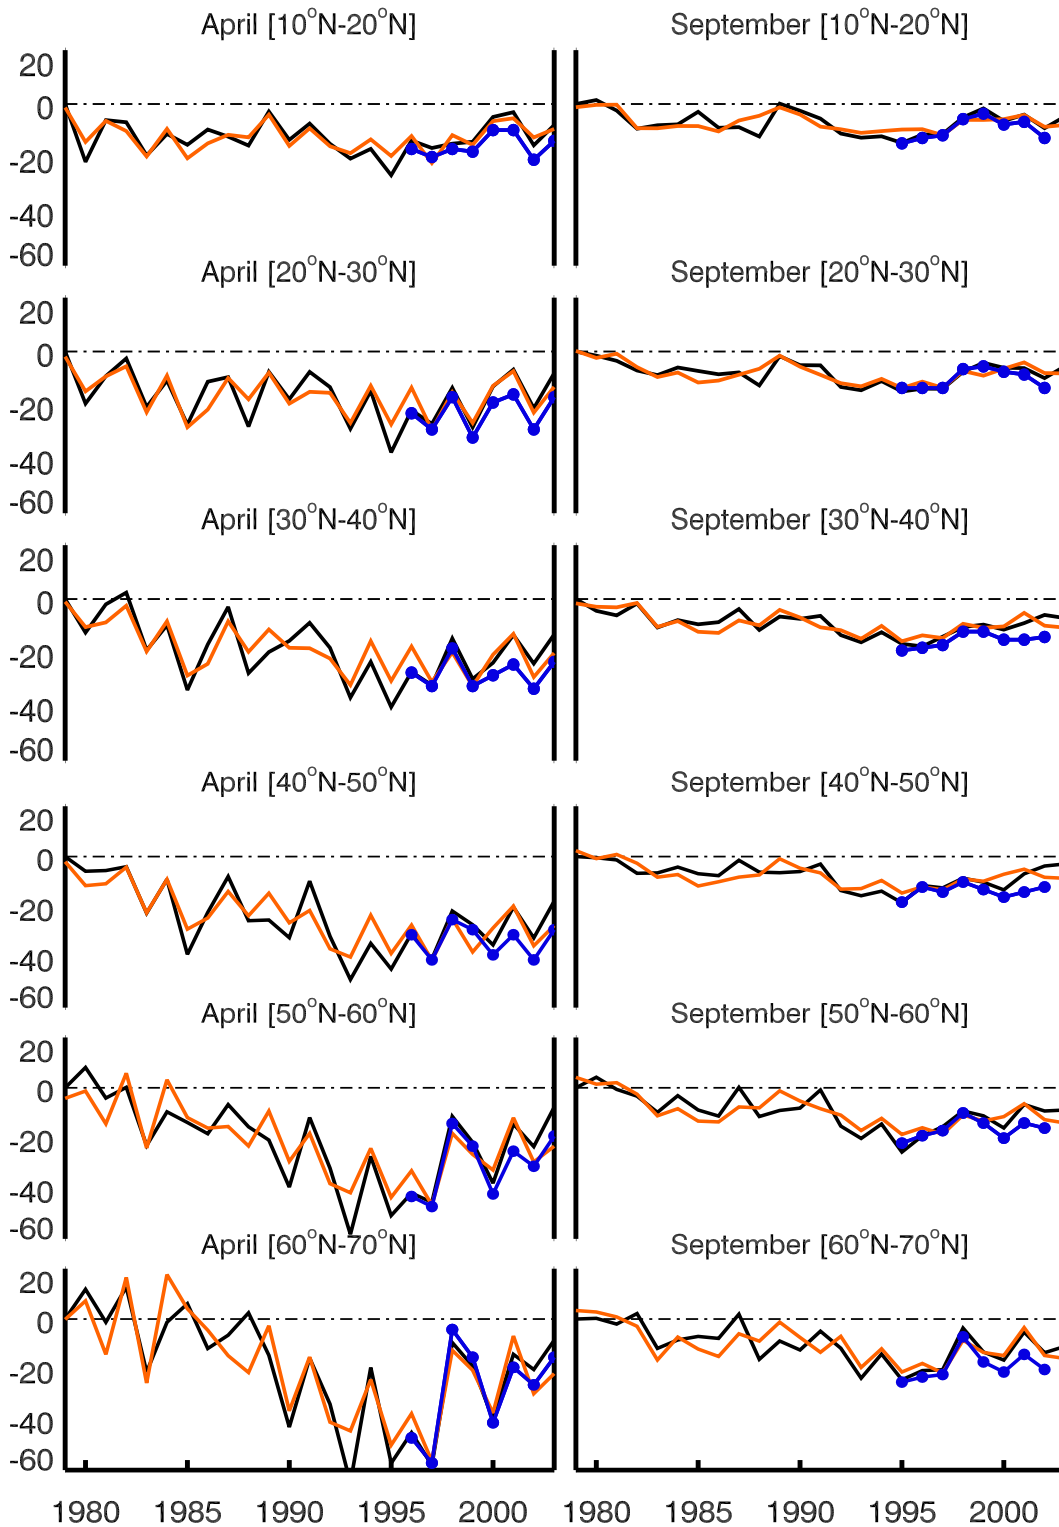 April [10°N-20°N]
September [10°N-20°N]
20
0
-20
-40
-60
April [20°N-30°N]
September [20°N-30°N]
20
0
-20
-40
-60
April [30°N-40°N]
September [30°N-40°N]
20
0
-20
-40
-60
April [40°N-50°N]
September [40°N-50°N]
20
0
-20
-40
-60
April [50°N-60°N]
September [50°N-60°N]
20
0
-20
-40
-60
April [60°N-70°N]
September [60°N-70°N]
20
0
-20
-40
-60
1980 1985 1990 1995 2000
1980 1985 1990 1995 2000